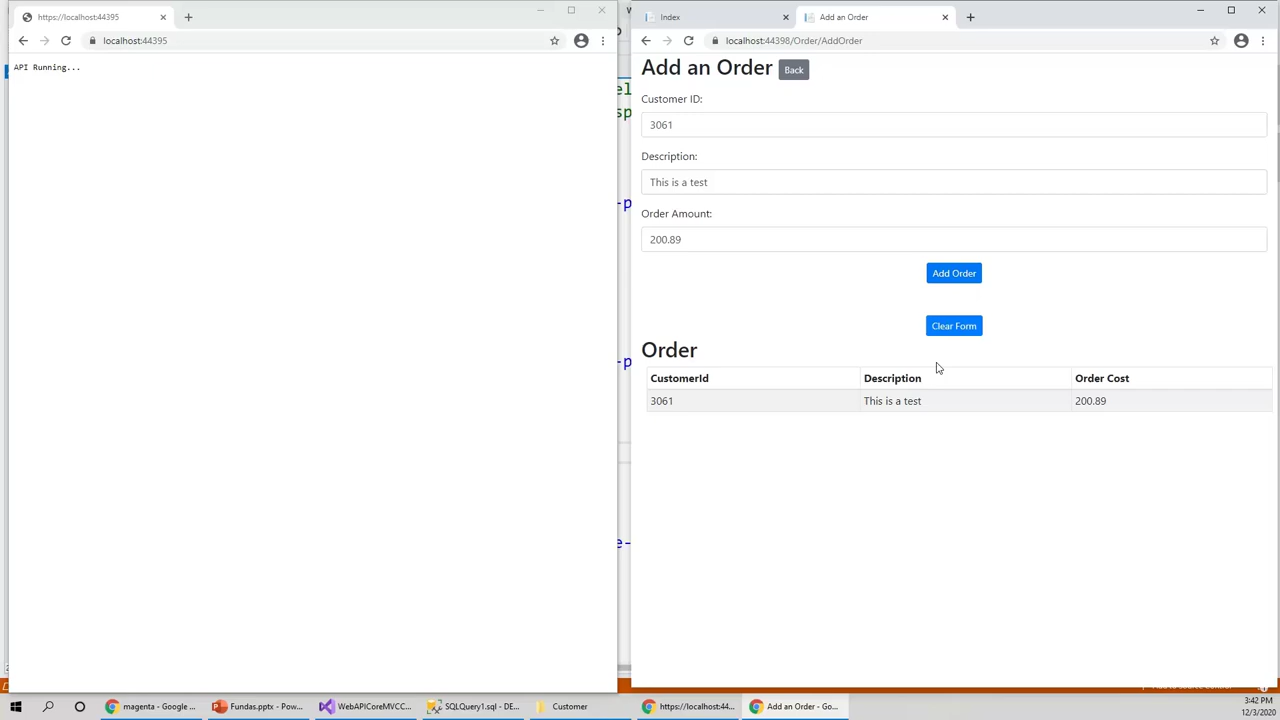 https://localhost:44395
localhost:44395
API Running...
el
sp
-p
-p
e-
Index
Add an Order
localhost:44398/Order/AddOrder
Add an Order Back
Customer ID:
3061
Description:
This is a test
Order Amount:
200.89
Add Order
Clear Form
Order
CustomerId Description Order Cost
3061 This is a test 200.89
magenta - Google ...
Fundas.pptx - Pow...
WebAPICoreMVCC...
SQLQuery1.sql - DE...
Customer
https://localhost:44...
Add an Order - Go...
3:42 PM
12/3/2020